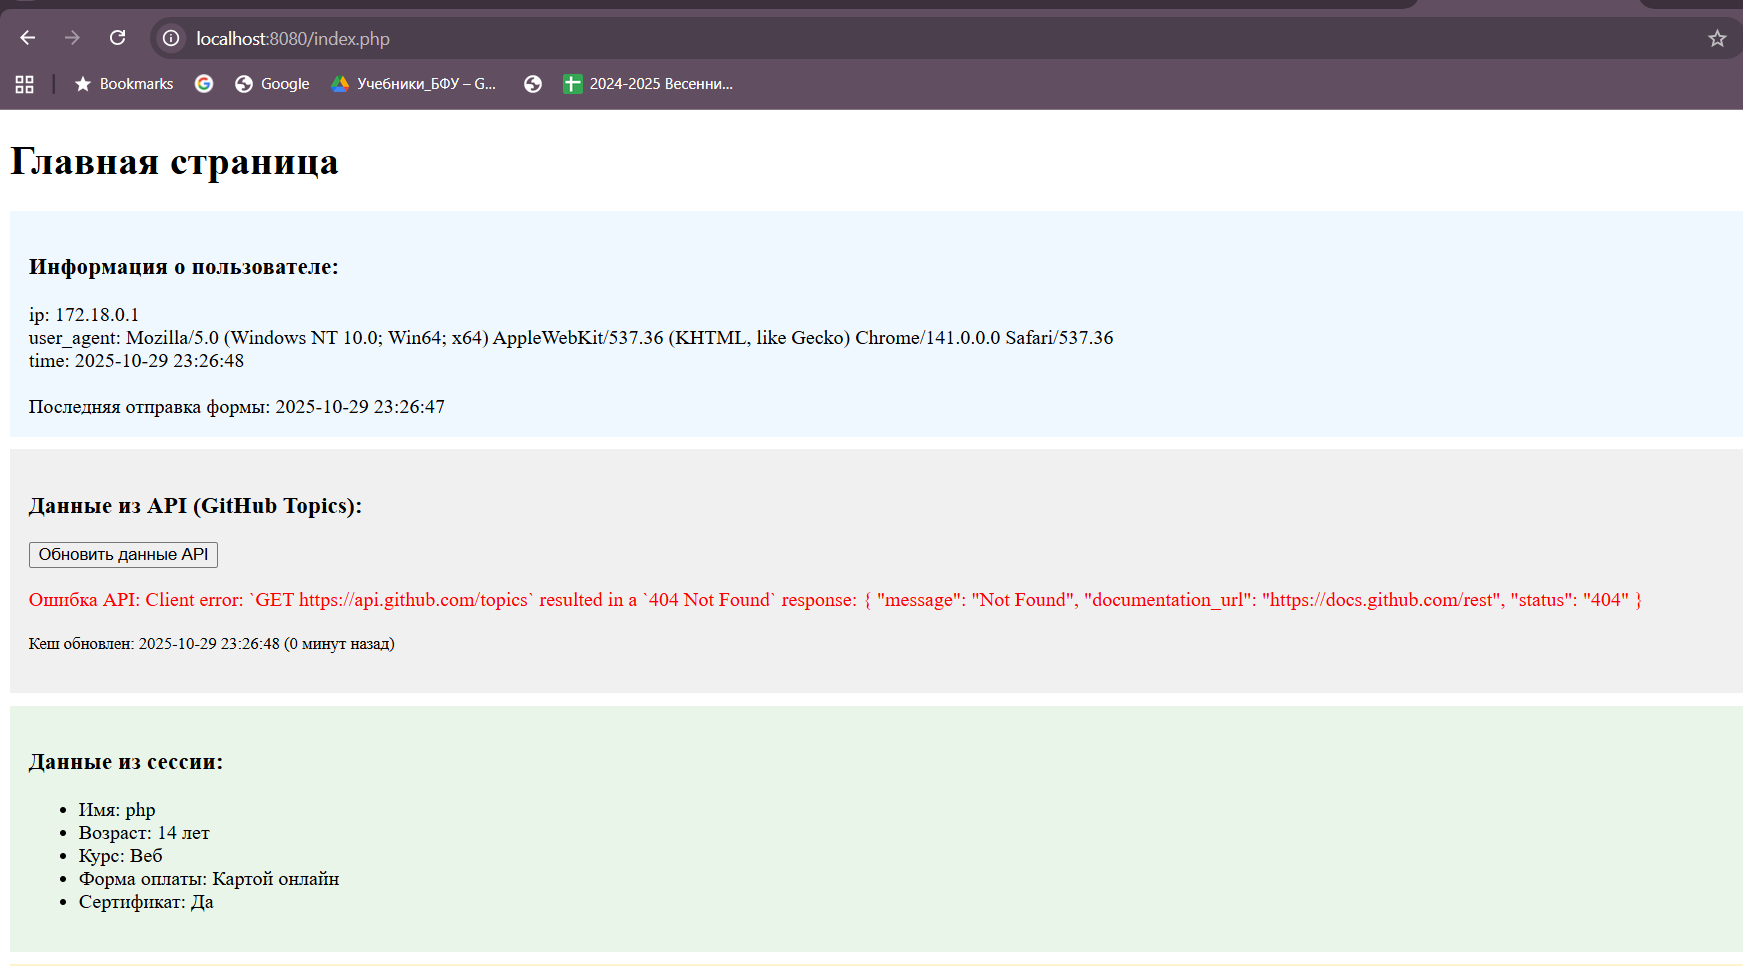 localhost:8080/index.php
Bookmarks Google Учебники_БФУ – G... 2024-2025 Весенни...
Главная страница
Информация о пользователе:
ip: 172.18.0.1
user_agent: Mozilla/5.0 (Windows NT 10.0; Win64; x64) AppleWebKit/537.36 (KHTML, like Gecko) Chrome/141.0.0.0 Safari/537.36
time: 2025-10-29 23:26:48
Последняя отправка формы: 2025-10-29 23:26:47
Данные из API (GitHub Topics):
Обновить данные API
Ошибка API: Client error: `GET https://api.github.com/topics` resulted in a `404 Not Found` response: { "message": "Not Found", "documentation_url": "https://docs.github.com/rest", "status": "404" }
Кеш обновлен: 2025-10-29 23:26:48 (0 минут назад)
Данные из сессии:
• Имя: php
• Возраст: 14 лет
• Курс: Веб
• Форма оплаты: Картой онлайн
• Сертификат: Да